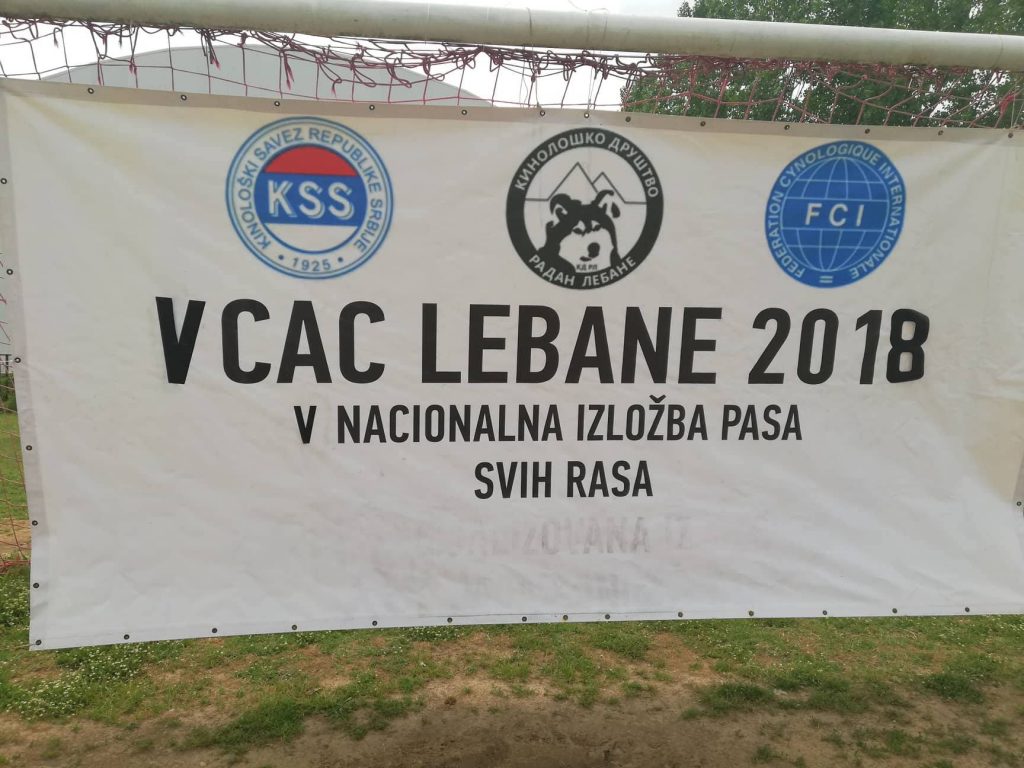 KINOLOŠKI SAVEZ REPUBLIKE SRBIJE
KSS
• 1925 •
КИНОЛОШКО ДРУШТВО
РАДАН ЛЕБАНЕ
FEDERATION CYNOLOGIQUE INTERNATIONALE
FCI
V CAC LEBANE 2018
V NACIONALNA IZLOŽBA PASA
SVIH RASA